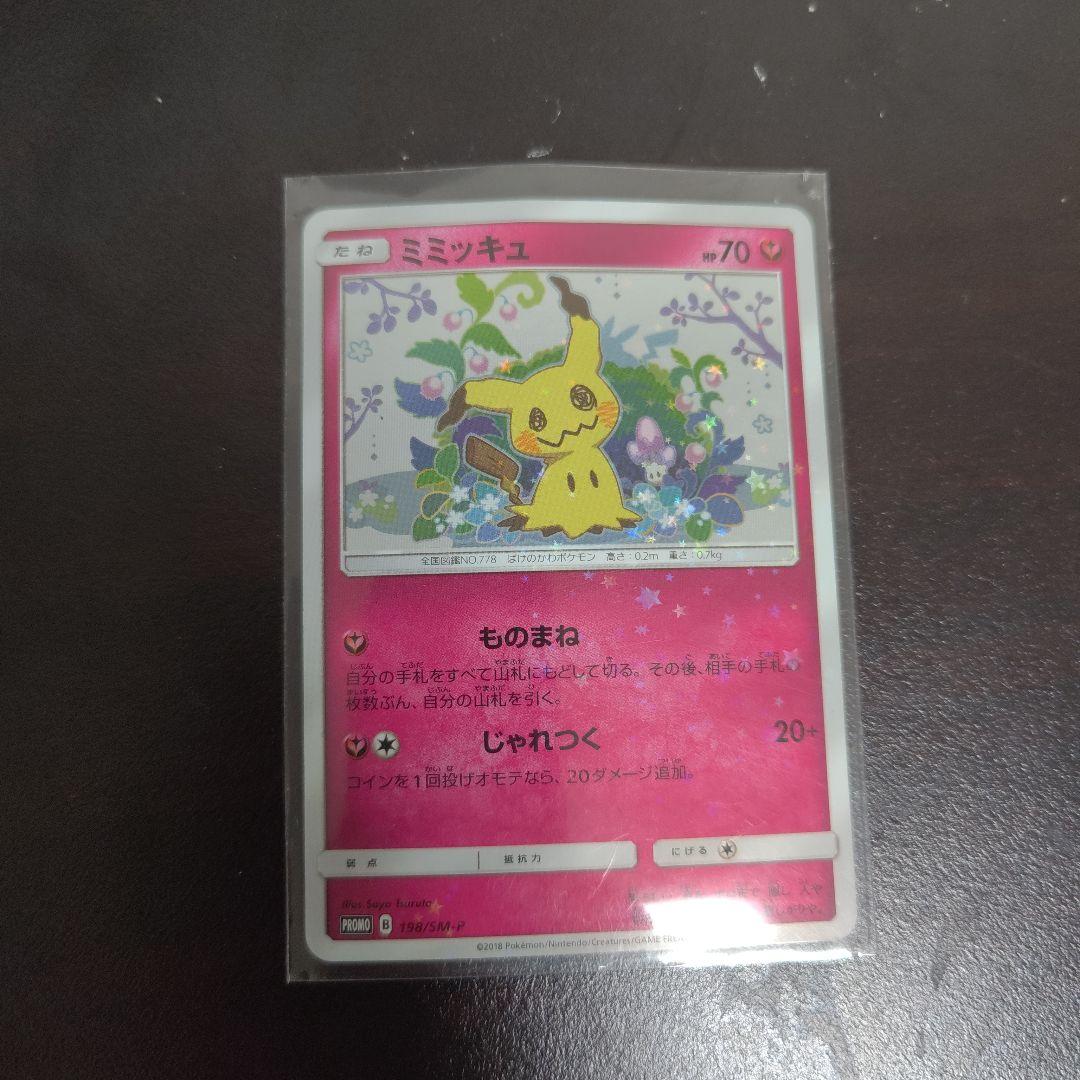 たね ミミッキュ HP 70
全国図鑑NO.778 ばけのかわポケモン 高さ:0.2m 重さ:0.7kg
ものまね
自分の手札をすべて山札にもどして切る。その後、相手の手札の
枚数ぶん、自分の山札を引く。
じゃれつく 20+
コインを1回投げオモテなら、20ダメージ追加。
弱点 抵抗力 にげる
Illus. Saya Tsuruta
PROMO B 198/SM-P
©2018 Pokémon/Nintendo/Creatures/GAME